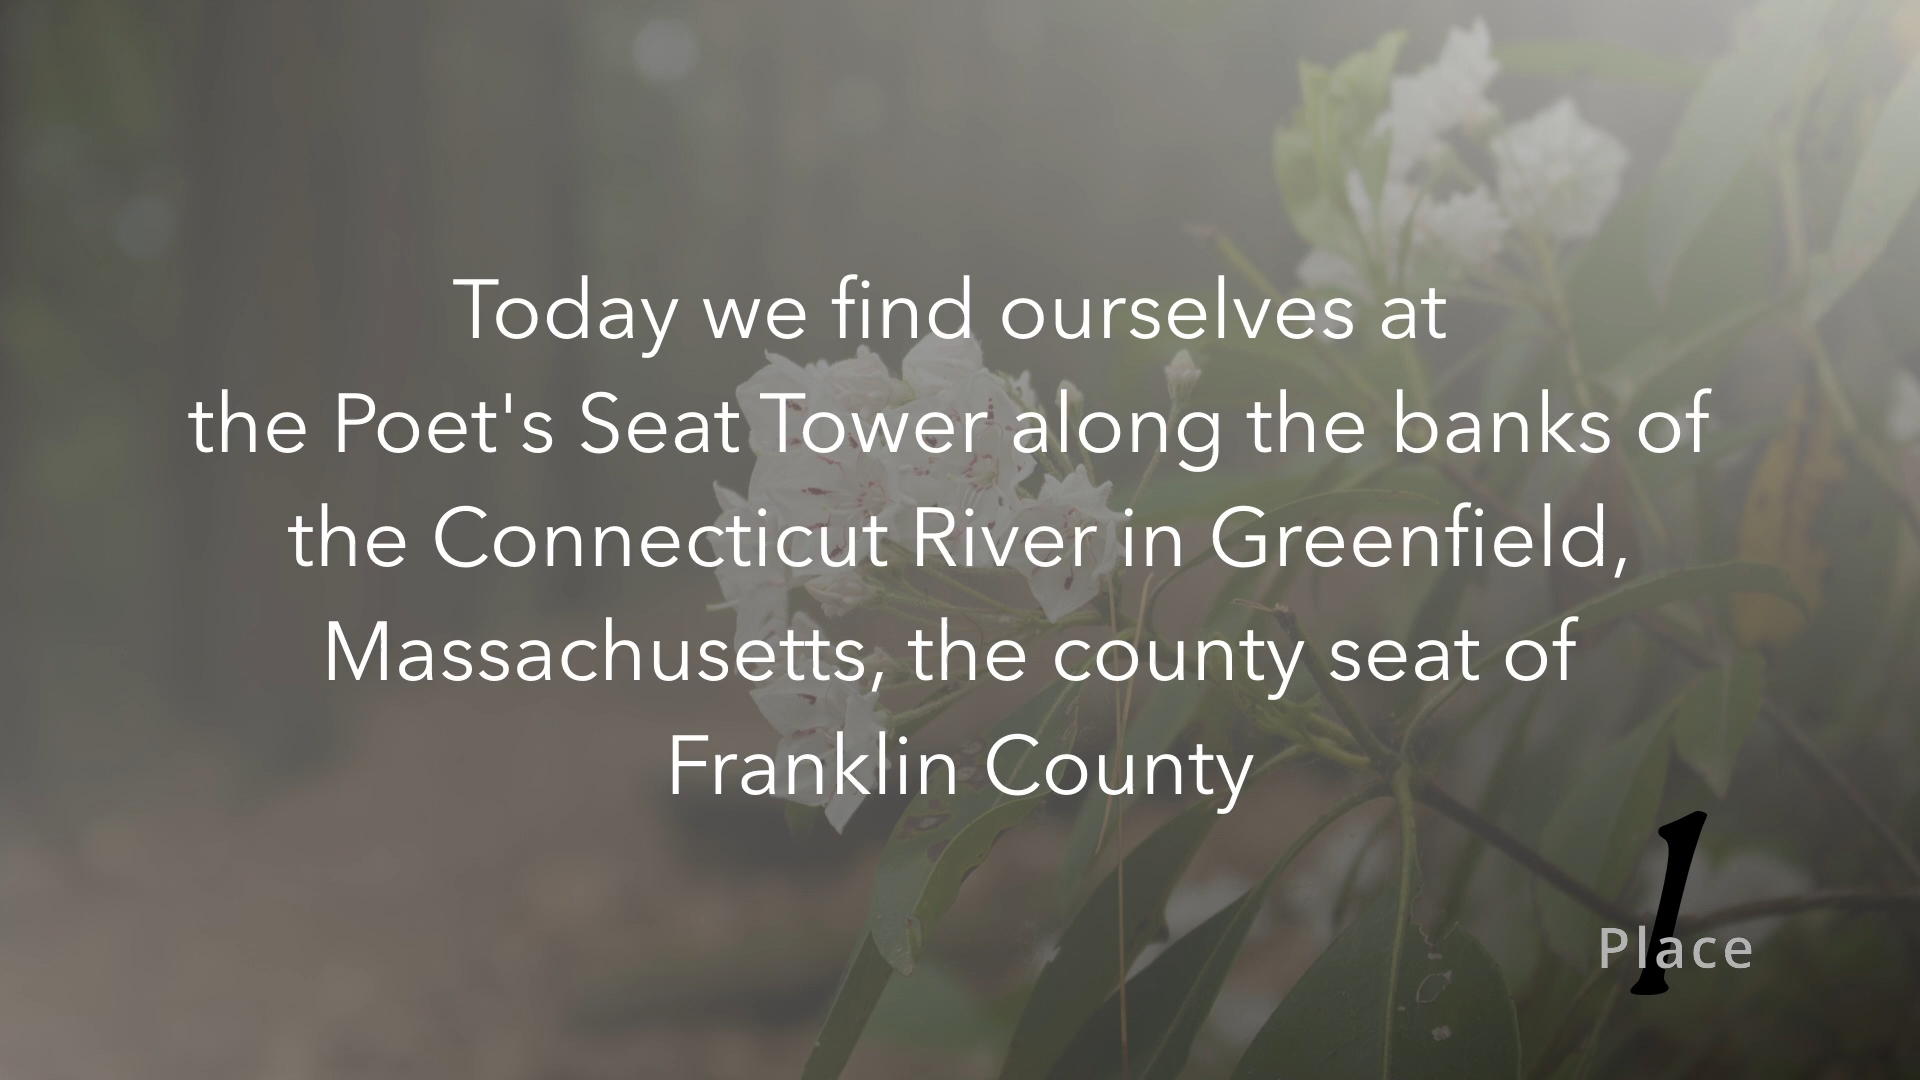 Today we find ourselves at
the Poet's Seat Tower along the banks of
the Connecticut River in Greenfield,
Massachusetts, the county seat of
Franklin County
1
Place